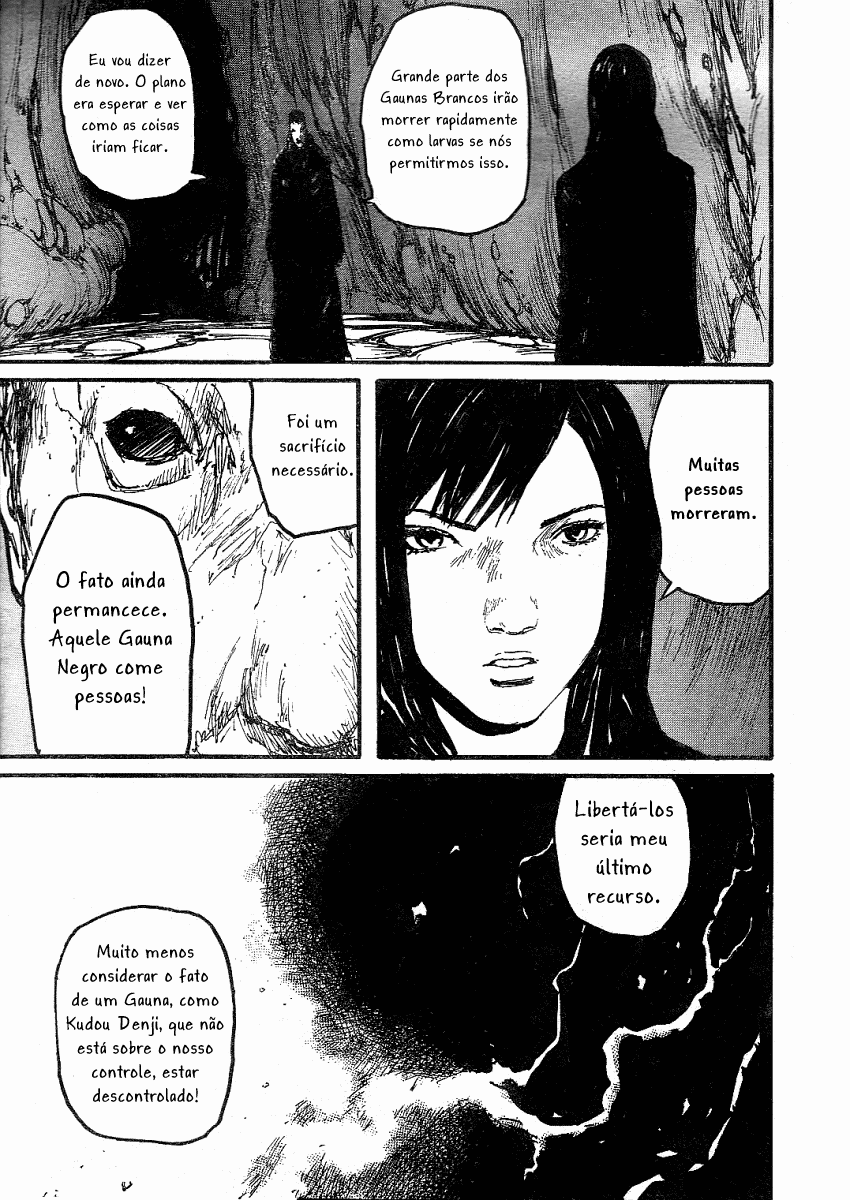 Grande parte dos
Gaunas Brancos irão
morrer rapidamente
como larvas se nós
permitirmos isso.
Eu vou dizer
de novo. O plano
era esperar e ver
como as coisas
iriam ficar.
Muitas
pessoas
morreram.
Foi um
sacrifício
necessário.
O fato ainda
permancece.
Aquele Gauna
Negro come
pessoas!
Libertá-los
seria meu
último
recurso.
Muito menos
considerar o fato
de um Gauna, como
Kudou Denji, que não
está sobre o nosso
controle, estar
descontrolado!